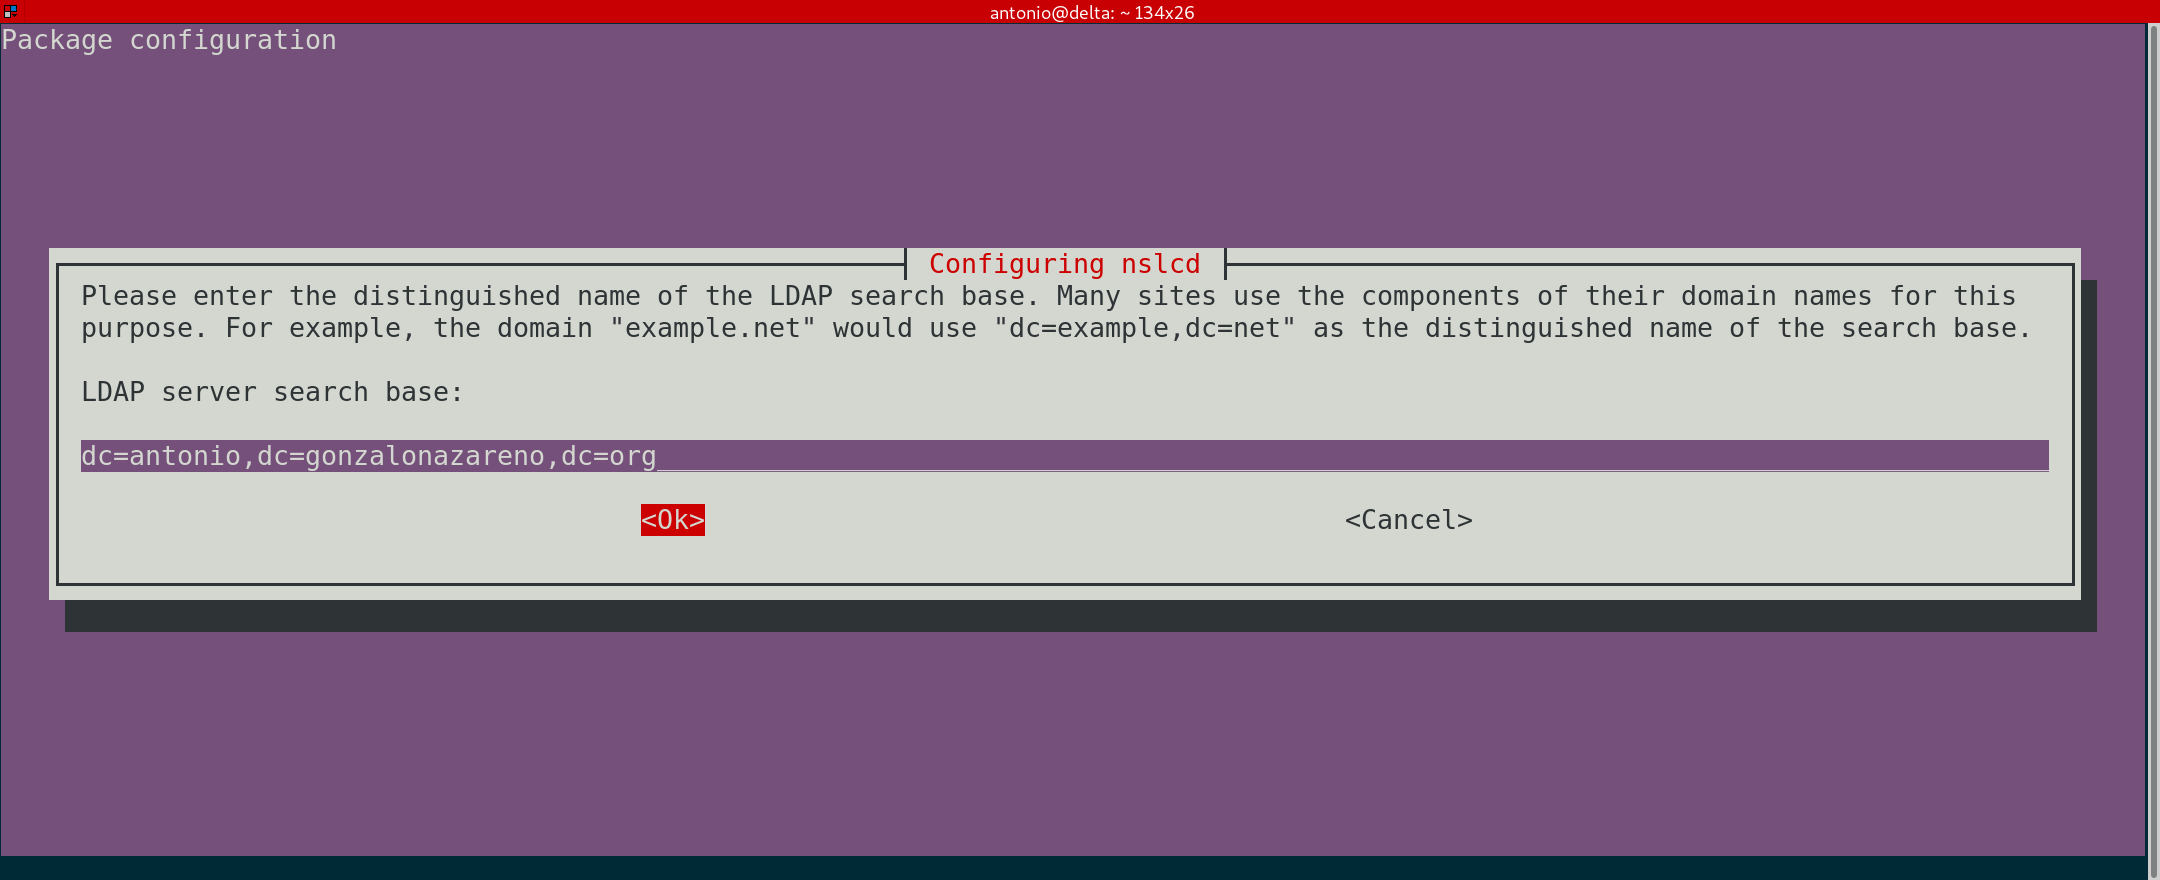 antonio@delta: ~ 134x26
Package configuration
Configuring nslcd
Please enter the distinguished name of the LDAP search base. Many sites use the components of their domain names for this
purpose. For example, the domain "example.net" would use "dc=example,dc=net" as the distinguished name of the search base.
LDAP server search base:
dc=antonio,dc=gonzalonazareno,dc=org
<Ok> <Cancel>